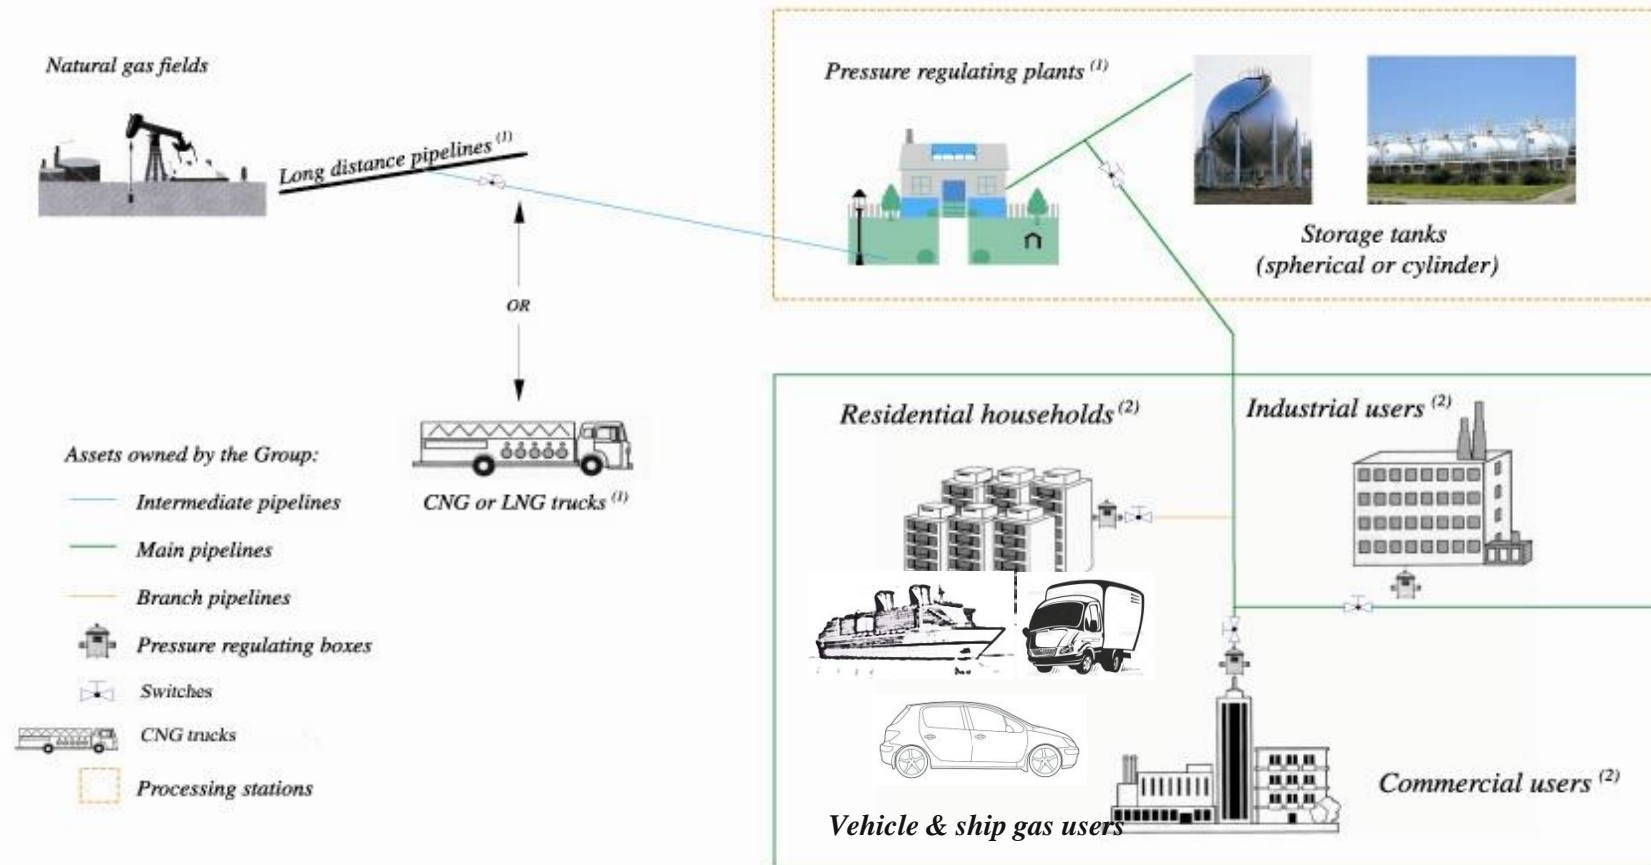 Natural gas fields
Long distance pipelines (1)
Pressure regulating plants (1)
Storage tanks
(spherical or cylinder)
OR
CNG or LNG trucks (1)
Assets owned by the Group:
Intermediate pipelines
Main pipelines
Branch pipelines
Pressure regulating boxes
Switches
CNG trucks
Processing stations
Residential households (2)
Industrial users (2)
Commercial users (2)
Vehicle & ship gas users